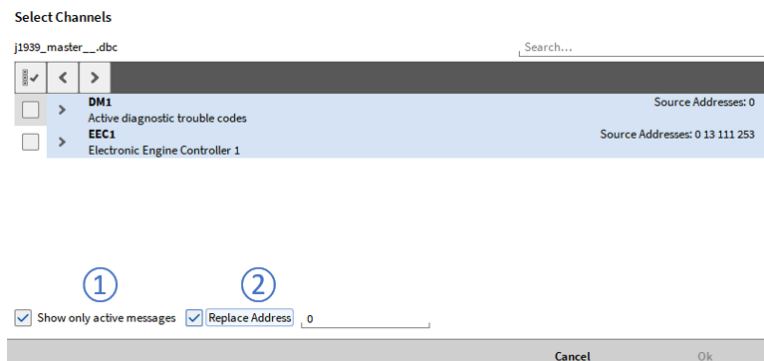 Select Channels
j1939_master__.dbc
Search...
DM1
Source Addresses: 0
Active diagnostic trouble codes
EEC1
Source Addresses: 0 13 111 253
Electronic Engine Controller 1
1
2
Show only active messages
Replace Address
0
Cancel
Ok